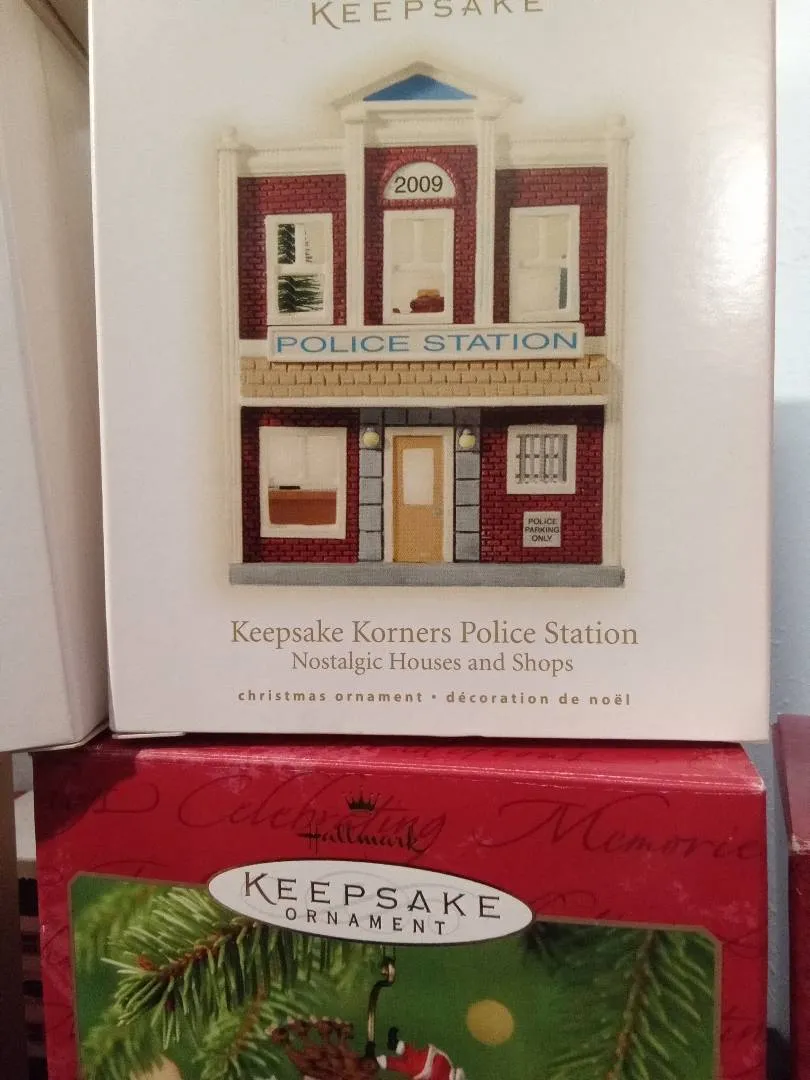 KEEPSAKE
2009
POLICE STATION
POLICE
PARKING
ONLY
Keepsake Korners Police Station
Nostalgic Houses and Shops
christmas ornament • décoration de noël
Celebrating Memories
Hallmark
KEEPSAKE
ORNAMENT